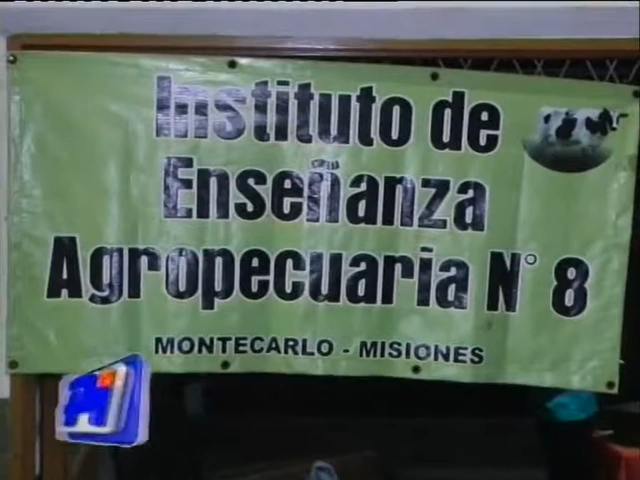 Instituto de
Enseñanza
Agropecuaria N° 8
MONTECARLO - MISIONES